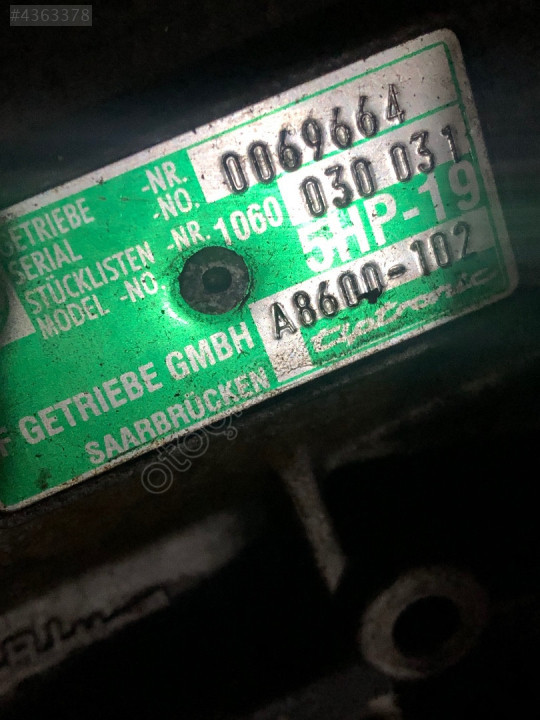 #4363378
GETRIEBE -NR. 0069664
SERIAL -NO.
STÜCKLISTEN -NR. 1060 030 031
MODEL -NO. 5HP-19
A8600-102
F GETRIEBE GMBH tiptronic
SAARBRÜCKEN